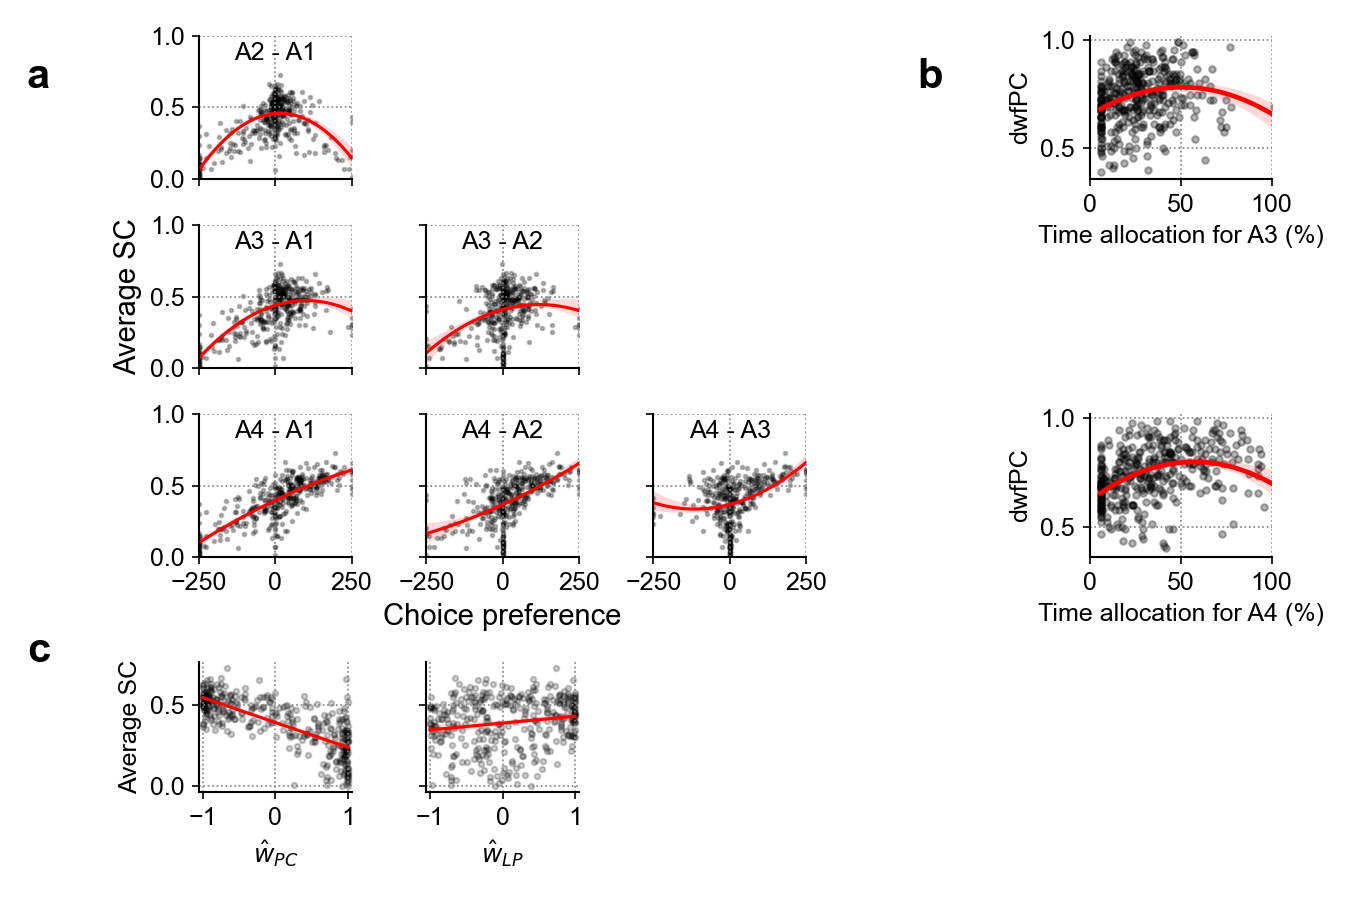 a
Average SC
1.0
0.5
0.0
A2 - A1
1.0
0.5
0.0
A3 - A1
A3 - A2
1.0
0.5
0.0
A4 - A1
A4 - A2
A4 - A3
−250 0 250
−250 0 250
−250 0 250
Choice preference
b
dwfPC
1.0
0.5
0 50 100
Time allocation for A3 (%)
dwfPC
1.0
0.5
0 50 100
Time allocation for A4 (%)
c
Average SC
0.5
0.0
−1 0 1
−1 0 1
ŵ_PC
ŵ_LP